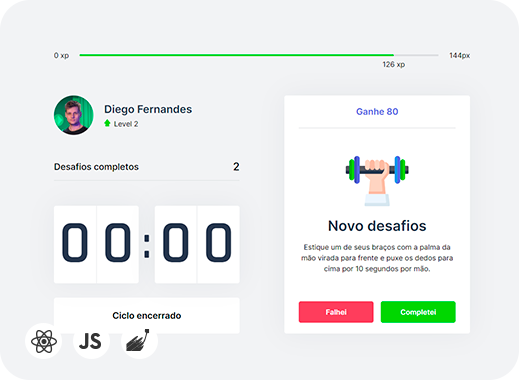 0 xp
144px
126 xp
Diego Fernandes
Level 2
Desafios completos
2
00:00
Ciclo encerrado
Ganhe 80
Novo desafios
Estique um de seus braços com a palma da
mão virada para frente e puxe os dedos para
cima por 10 segundos por mão.
Falhei
Completei
JS